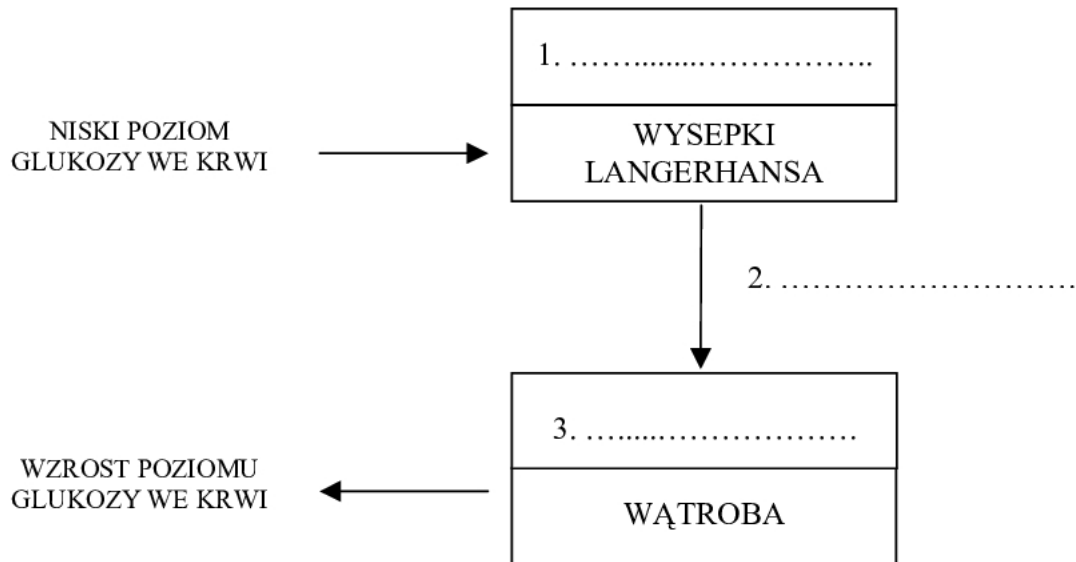 1. ……........……………..
NISKI POZIOM
GLUKOZY WE KRWI
WYSEPKI
LANGERHANSA
2. ……………………….
3. ….....…………………
WZROST POZIOMU
GLUKOZY WE KRWI
WĄTROBA